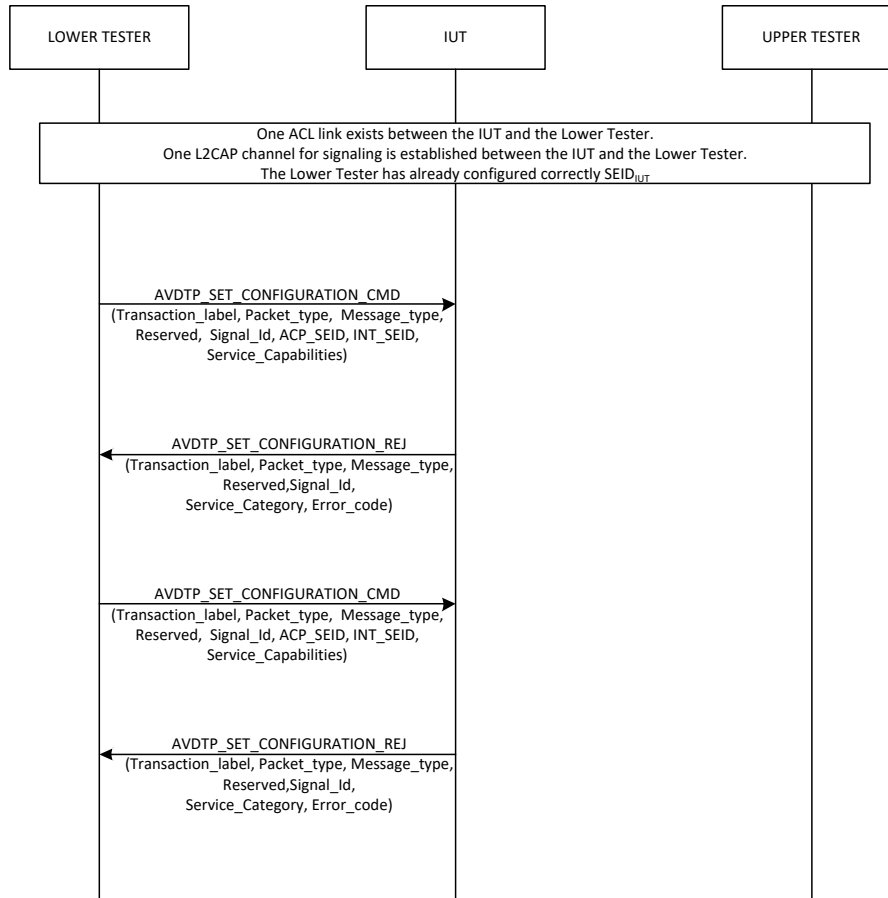 LOWER TESTER
IUT
UPPER TESTER
One ACL link exists between the IUT and the Lower Tester.
One L2CAP channel for signaling is established between the IUT and the Lower Tester.
The Lower Tester has already configured correctly SEIDIUT
AVDTP_SET_CONFIGURATION_CMD
(Transaction_label, Packet_type, Message_type,
Reserved, Signal_Id, ACP_SEID, INT_SEID,
Service_Capabilities)
AVDTP_SET_CONFIGURATION_REJ
(Transaction_label, Packet_type, Message_type,
Reserved,Signal_Id,
Service_Category, Error_code)
AVDTP_SET_CONFIGURATION_CMD
(Transaction_label, Packet_type, Message_type,
Reserved, Signal_Id, ACP_SEID, INT_SEID,
Service_Capabilities)
AVDTP_SET_CONFIGURATION_REJ
(Transaction_label, Packet_type, Message_type,
Reserved,Signal_Id,
Service_Category, Error_code)